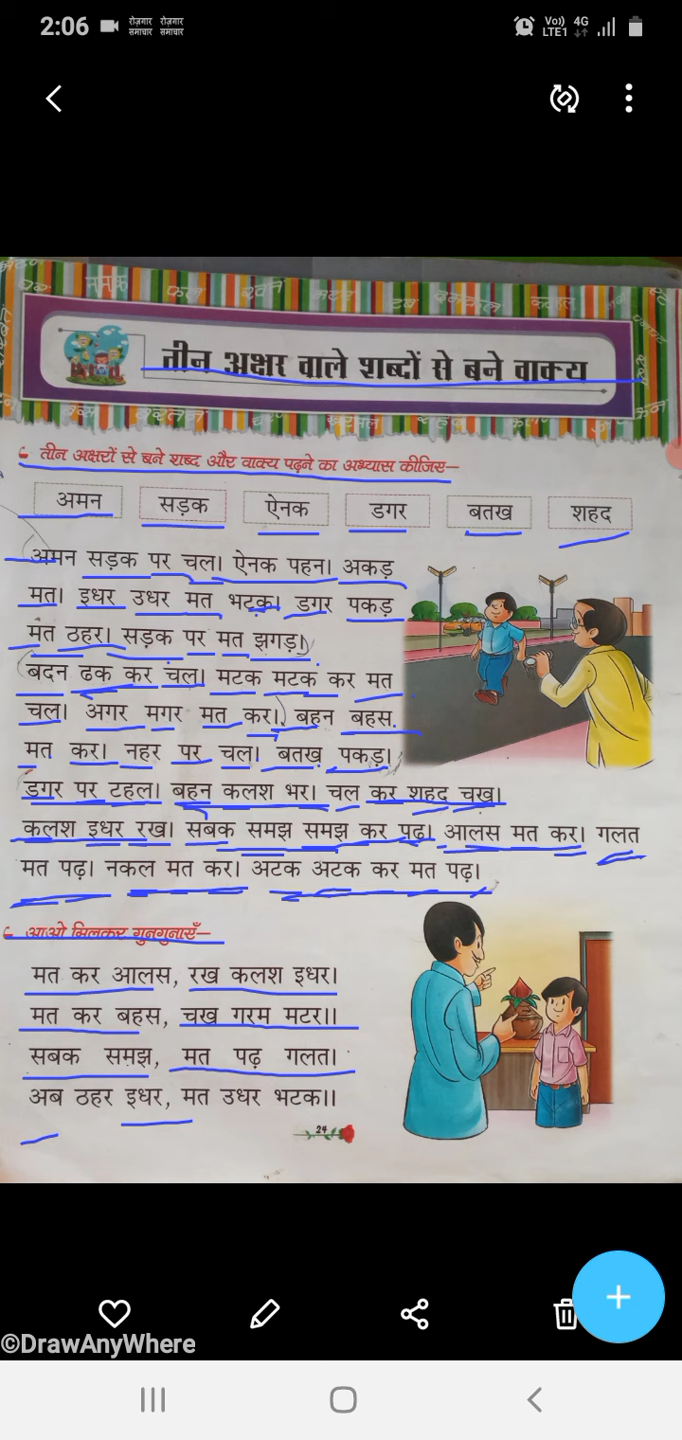 2:06 रोज़गार समाचार रोज़गार समाचार Vo)) LTE1 4G
तीन अक्षर वाले शब्दों से बने वाक्य
तीन अक्षरों से बने शब्द और वाक्य पढ़ने का अभ्यास कीजिए—
अमन सड़क ऐनक डगर बतख शहद
अमन सड़क पर चल। ऐनक पहन। अकड़
मत। इधर उधर मत भटक। डगर पकड़
मत ठहर। सड़क पर मत झगड़।
बदन ढक कर चल। मटक मटक कर मत
चल। अगर मगर मत कर। बहन बहस
मत कर। नहर पर चल। बतख पकड़।
डगर पर टहल। बहन कलश भर। चल कर शहद चख।
कलश इधर रख। सबक समझ समझ कर पढ़। आलस मत कर। गलत
मत पढ़। नकल मत कर। अटक अटक कर मत पढ़।
आओ मिलकर गुनगुनाएँ—
मत कर आलस, रख कलश इधर।
मत कर बहस, चख गरम मटर।।
सबक समझ, मत पढ़ गलत।
अब ठहर इधर, मत उधर भटक।।
24
©DrawAnyWhere